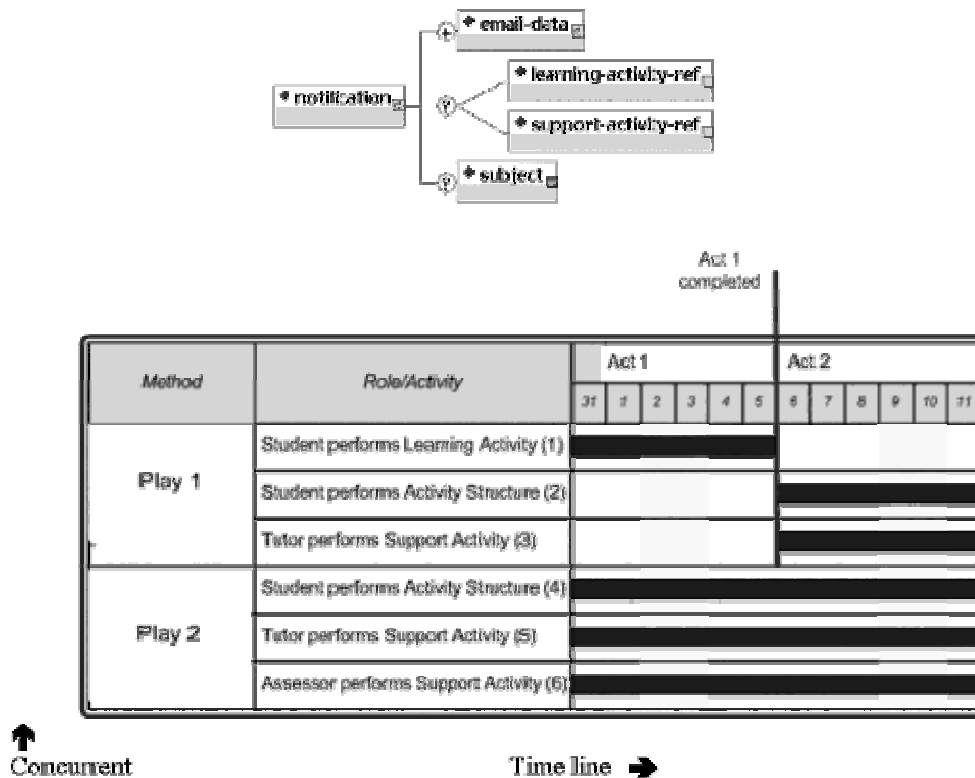 email-data
learning-activity-ref
notification
support-activity-ref
subject
Act 1
completed
Method
Role/Activity
Act 1
Act 2
31 1 2 3 4 5 6 7 8 9 10 11
Play 1
Student performs Learning Activity (1)
Student performs Activity Structure (2)
Tutor performs Support Activity (3)
Play 2
Student performs Activity Structure (4)
Tutor performs Support Activity (5)
Assessor performs Support Activity (6)
Concurrent
Time line